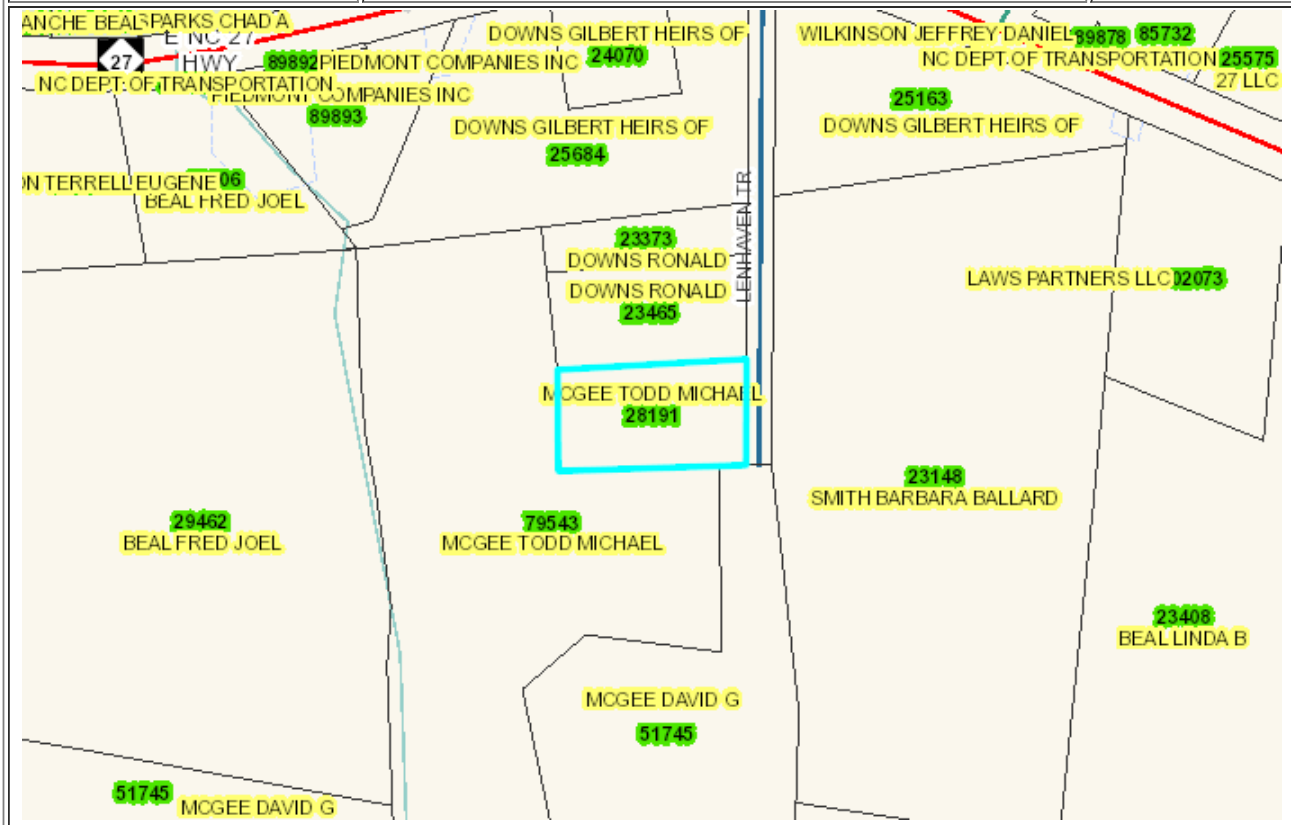 ANCHE BEAL
SPARKS CHAD A
E NC 27
HWY
27
89892
PIEDMONT COMPANIES INC
NC DEPT. OF TRANSPORTATION
PIEDMONT COMPANIES INC
89893
DOWNS GILBERT HEIRS OF
24070
DOWNS GILBERT HEIRS OF
25684
WILKINSON JEFFREY DANIEL
89878
85732
NC DEPT. OF TRANSPORTATION
25575
27 LLC
25163
DOWNS GILBERT HEIRS OF
ON TERRELL EUGENE
06
BEAL FRED JOEL
LENHAVEN TR
23373
DOWNS RONALD
DOWNS RONALD
23465
LAWS PARTNERS LLC
02073
MCGEE TODD MICHAEL
28191
23148
SMITH BARBARA BALLARD
29462
BEAL FRED JOEL
79543
MCGEE TODD MICHAEL
23408
BEAL LINDA B
MCGEE DAVID G
51745
51745
MCGEE DAVID G